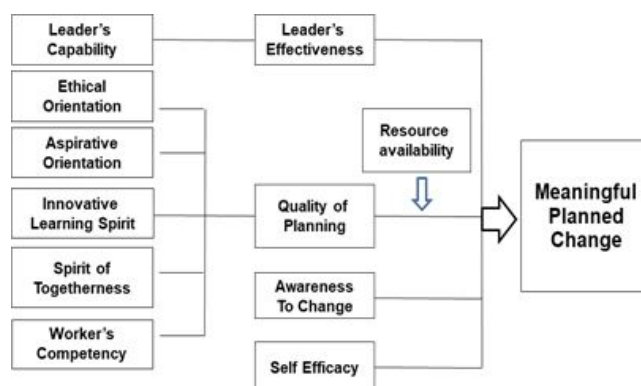 Leader's
Capability
Leader's
Effectiveness
Ethical
Orientation
Aspirative
Orientation
Innovative
Learning Spirit
Spirit of
Togetherness
Worker's
Competency
Resource
availability
Quality of
Planning
Awareness
To Change
Self Efficacy
Meaningful
Planned
Change